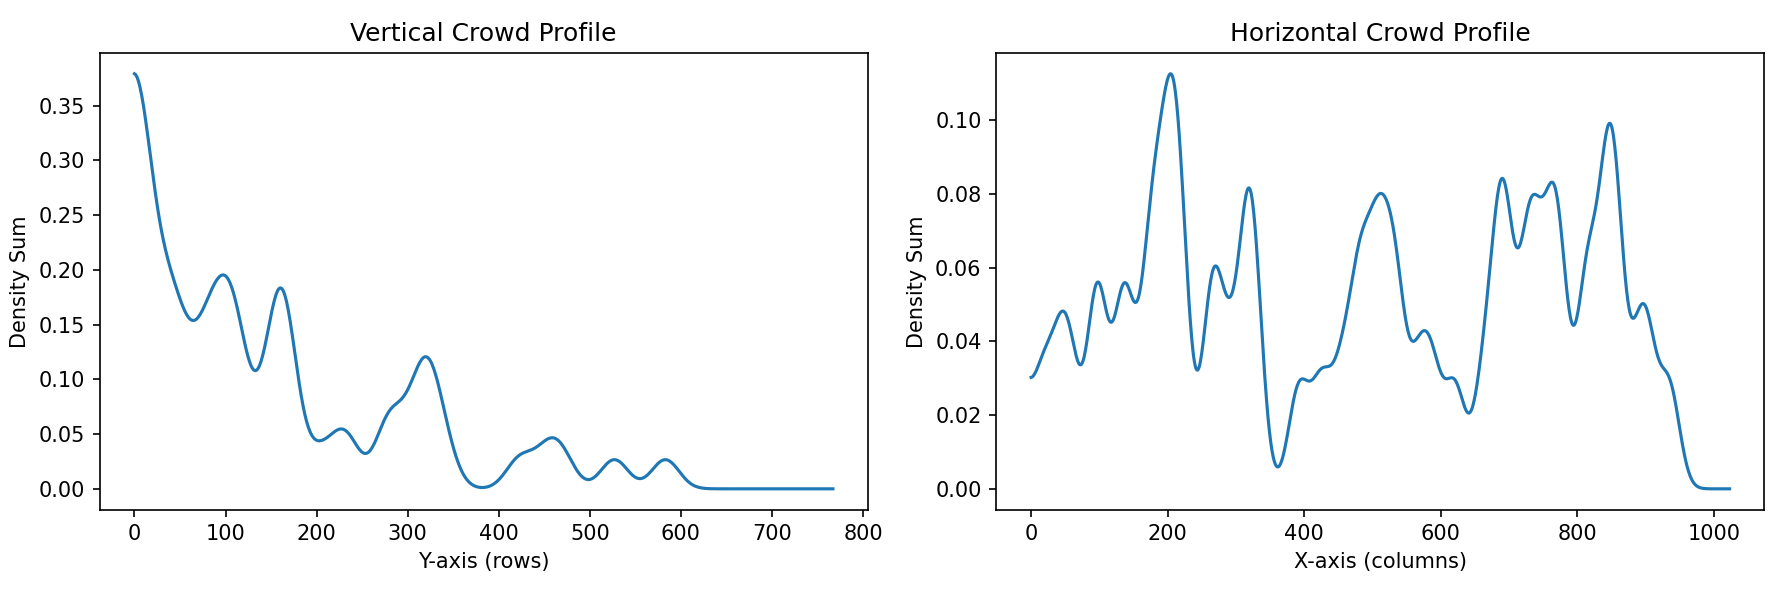 Vertical Crowd Profile
Density Sum
0.35
0.30
0.25
0.20
0.15
0.10
0.05
0.00
0 100 200 300 400 500 600 700 800
Y-axis (rows)
Horizontal Crowd Profile
Density Sum
0.10
0.08
0.06
0.04
0.02
0.00
0 200 400 600 800 1000
X-axis (columns)